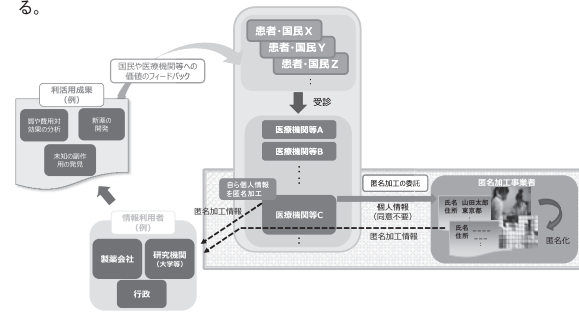 る。
患者・国民X
患者・国民Y
患者・国民Z
⋮
受診
国民や医療機関等への
価値のフィードバック
利活用成果
（例）
質や費用対
効果の分析
新薬の
開発
未知の副作
用の発見
医療機関等A
医療機関等B
⋮
自ら個人情報
を匿名加工
医療機関等C
⋮
匿名加工の委託
個人情報
（同意不要）
匿名加工情報
匿名加工情報
匿名加工事業者
氏名 山田太郎
住所 東京都
⋮
氏名 ----
住所 ---
⋮
匿名化
情報利用者
（例）
製薬会社
研究機関
（大学等）
行政